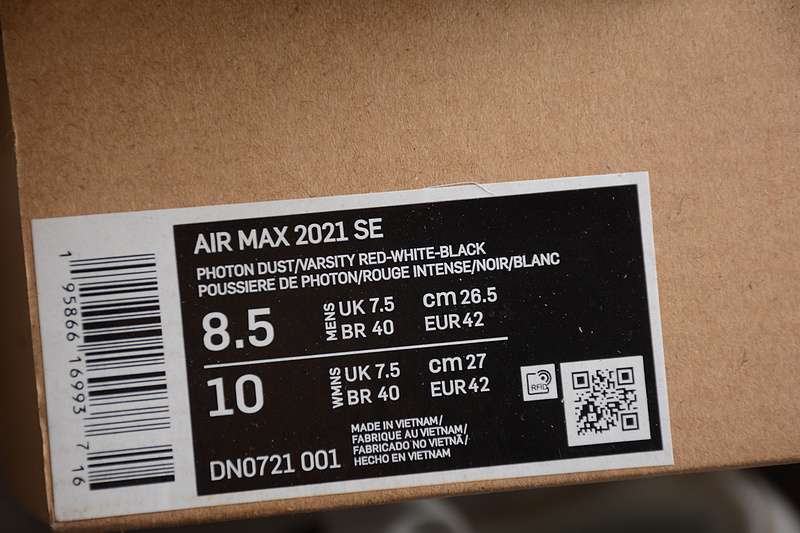 AIR MAX 2021 SE
PHOTON DUST/VARSITY RED-WHITE-BLACK
POUSSIERE DE PHOTON/ROUGE INTENSE/NOIR/BLANC
8.5 MENS UK 7.5 cm 26.5
BR 40 EUR 42
10 WMNS UK 7.5 cm 27
BR 40 EUR 42
RFID
DN0721 001
MADE IN VIETNAM/
FABRIQUE AU VIETNAM/
FABRICADO NO VIETNÃ/
HECHO EN VIETNAM
1 95866 16993 716